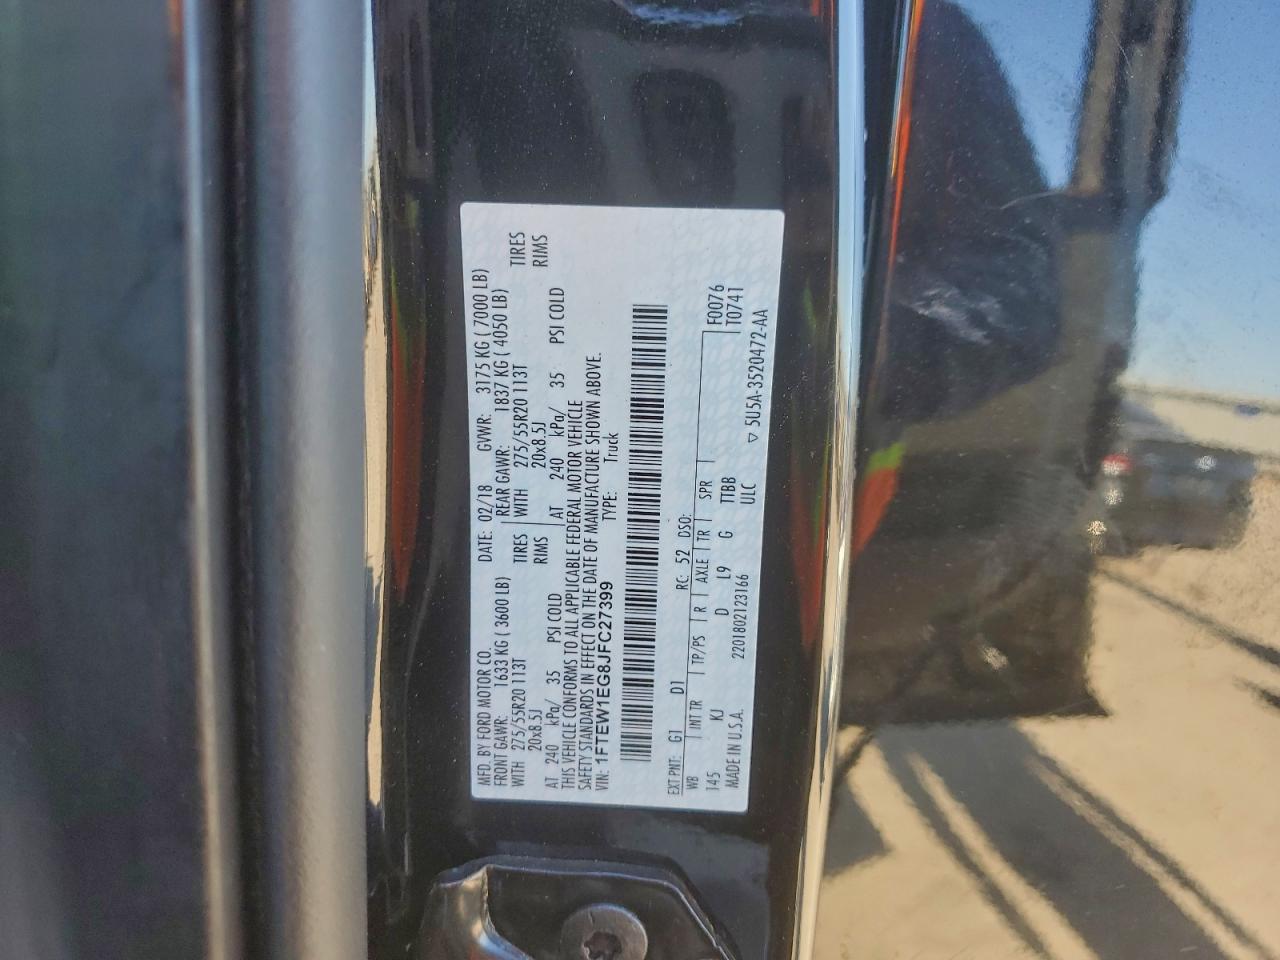 MFD. BY FORD MOTOR CO. DATE: 02/18 GVWR: 3175 KG ( 7000 LB)
FRONT GAWR: 1633 KG ( 3600 LB) REAR GAWR: 1837 KG ( 4050 LB)
WITH 275/55R20 113T TIRES WITH 275/55R20 113T TIRES
20x8.5J RIMS 20x8.5J RIMS
AT 240 kPa/ 35 PSI COLD AT 240 kPa/ 35 PSI COLD
THIS VEHICLE CONFORMS TO ALL APPLICABLE FEDERAL MOTOR VEHICLE
SAFETY STANDARDS IN EFFECT ON THE DATE OF MANUFACTURE SHOWN ABOVE.
VIN: 1FTEW1EG8JFC27399 TYPE: Truck
EXT PNT: G1 D1 RC: 52 DSO:
WB INT TR TP/PS R AXLE TR SPR F0076
145 KJ D L9 G TTBB T0741
MADE IN U.S.A. 2201802123166 ULC ▽ 5U5A-3520472-AA